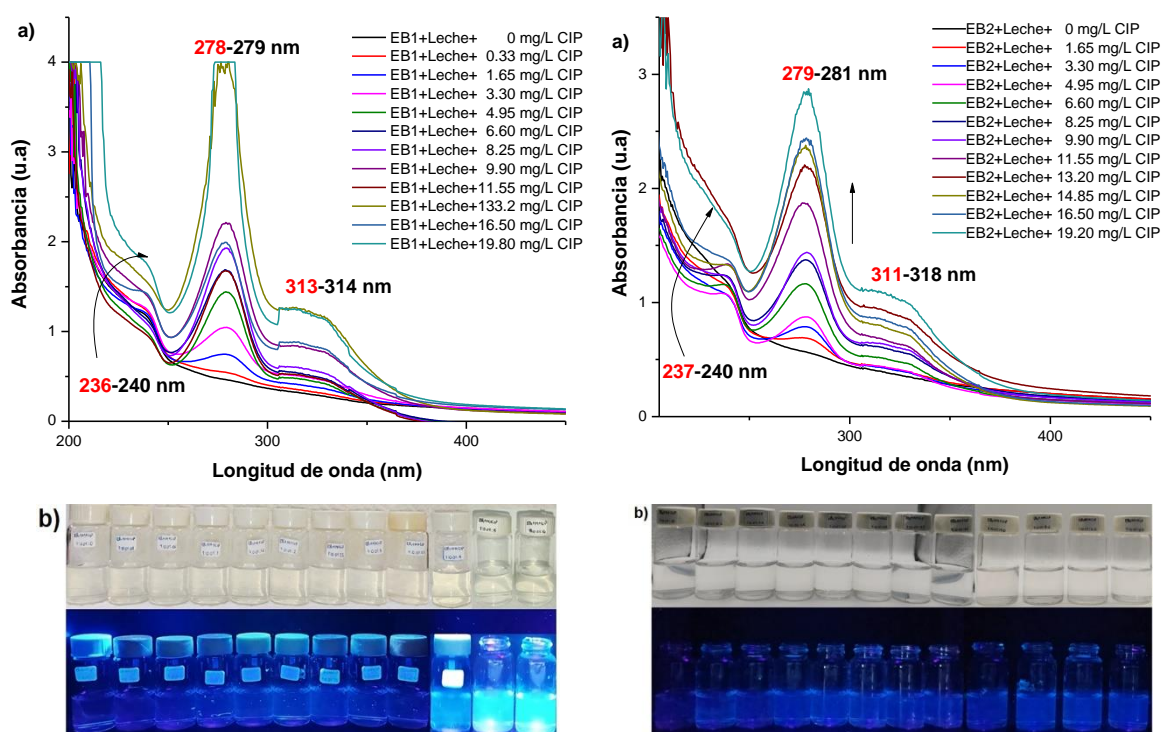 a)
278-279 nm
EB1+Leche+ 0 mg/L CIP
EB1+Leche+ 0.33 mg/L CIP
EB1+Leche+ 1.65 mg/L CIP
EB1+Leche+ 3.30 mg/L CIP
EB1+Leche+ 4.95 mg/L CIP
EB1+Leche+ 6.60 mg/L CIP
EB1+Leche+ 8.25 mg/L CIP
EB1+Leche+ 9.90 mg/L CIP
EB1+Leche+11.55 mg/L CIP
EB1+Leche+133.2 mg/L CIP
EB1+Leche+16.50 mg/L CIP
EB1+Leche+19.80 mg/L CIP
313-314 nm
236-240 nm
Absorbancia (u.a)
4
3
2
1
0
200
300
400
Longitud de onda (nm)
a)
279-281 nm
EB2+Leche+ 0 mg/L CIP
EB2+Leche+ 1.65 mg/L CIP
EB2+Leche+ 3.30 mg/L CIP
EB2+Leche+ 4.95 mg/L CIP
EB2+Leche+ 6.60 mg/L CIP
EB2+Leche+ 8.25 mg/L CIP
EB2+Leche+ 9.90 mg/L CIP
EB2+Leche+ 11.55 mg/L CIP
EB2+Leche+ 13.20 mg/L CIP
EB2+Leche+ 14.85 mg/L CIP
EB2+Leche+ 16.50 mg/L CIP
EB2+Leche+ 19.20 mg/L CIP
311-318 nm
237-240 nm
Absorbancia (u.a)
3
2
1
0
300
400
Longitud de onda (nm)
b)
b)